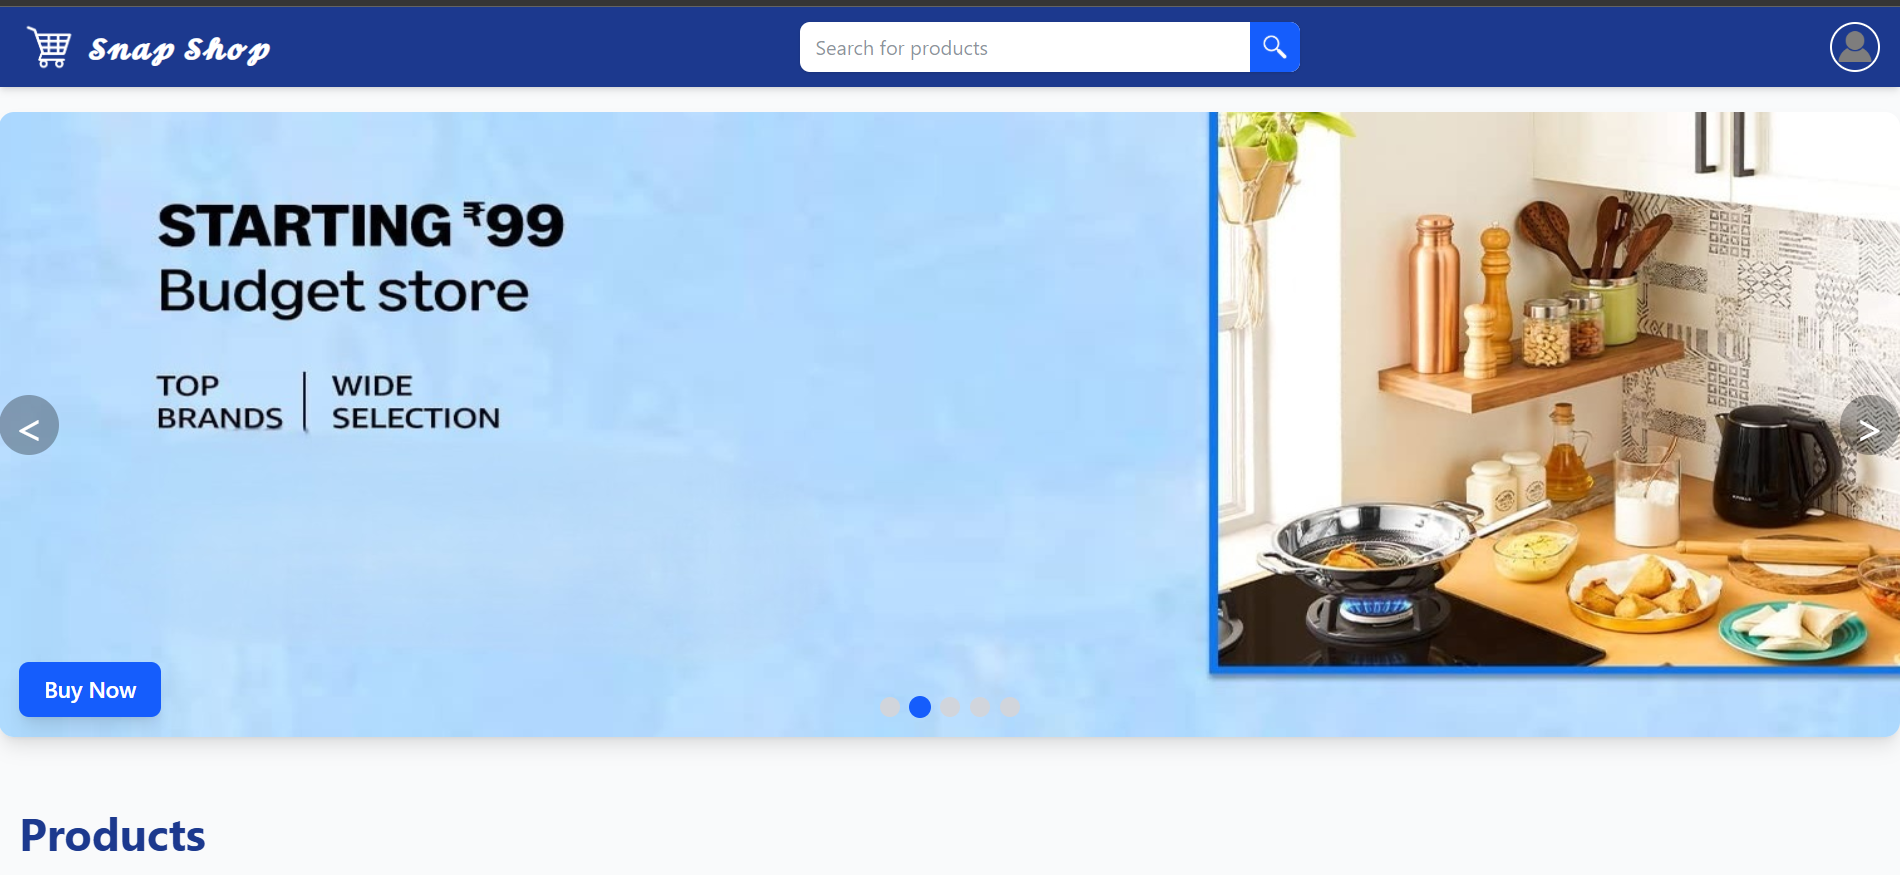 Snap Shop
Search for products
STARTING ₹99
Budget store
TOP
BRANDS
WIDE
SELECTION
<
>
Buy Now
Products